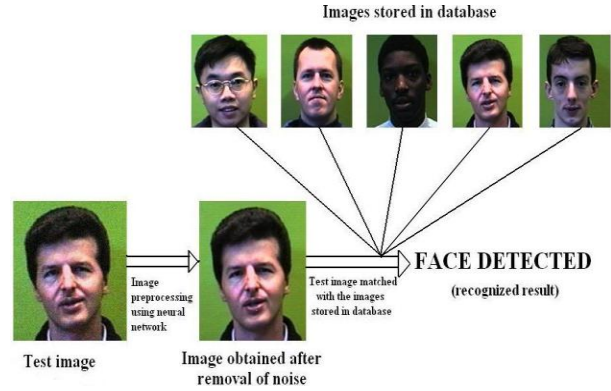 Images stored in database
Image
preprocessing
using neural
network
Test image matched
with the images
stored in database
FACE DETECTED
(recognized result)
Test image
Image obtained after
removal of noise